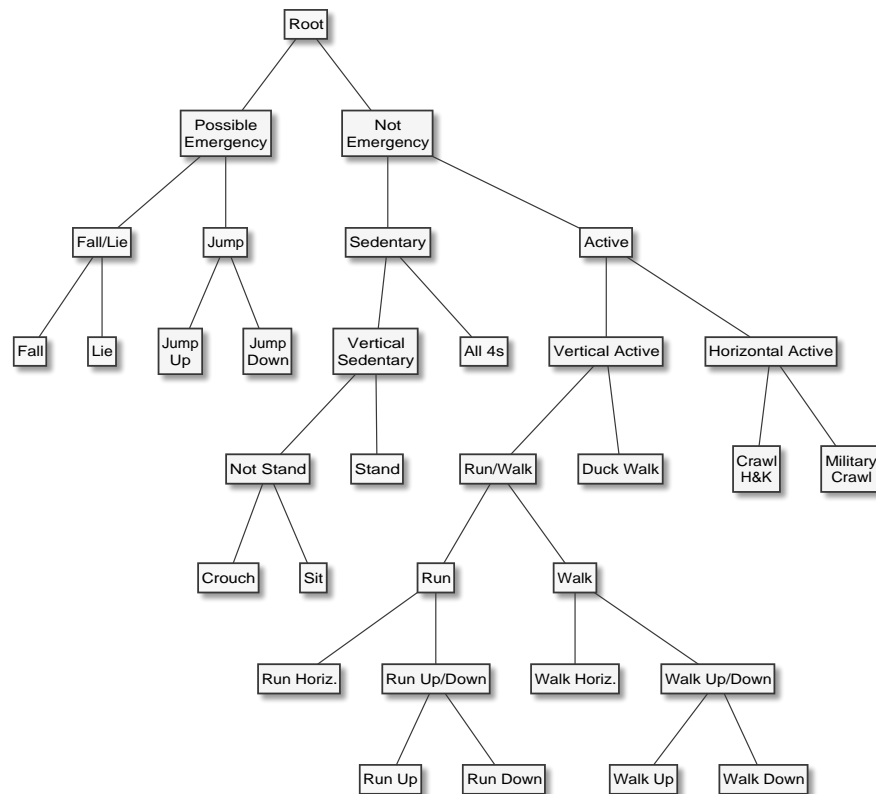 Root
Possible
Emergency
Not
Emergency
Fall/Lie
Jump
Sedentary
Active
Fall
Lie
Jump
Up
Jump
Down
Vertical
Sedentary
All 4s
Vertical Active
Horizontal Active
Not Stand
Stand
Run/Walk
Duck Walk
Crawl
H&K
Military
Crawl
Crouch
Sit
Run
Walk
Run Horiz.
Run Up/Down
Walk Horiz.
Walk Up/Down
Run Up
Run Down
Walk Up
Walk Down